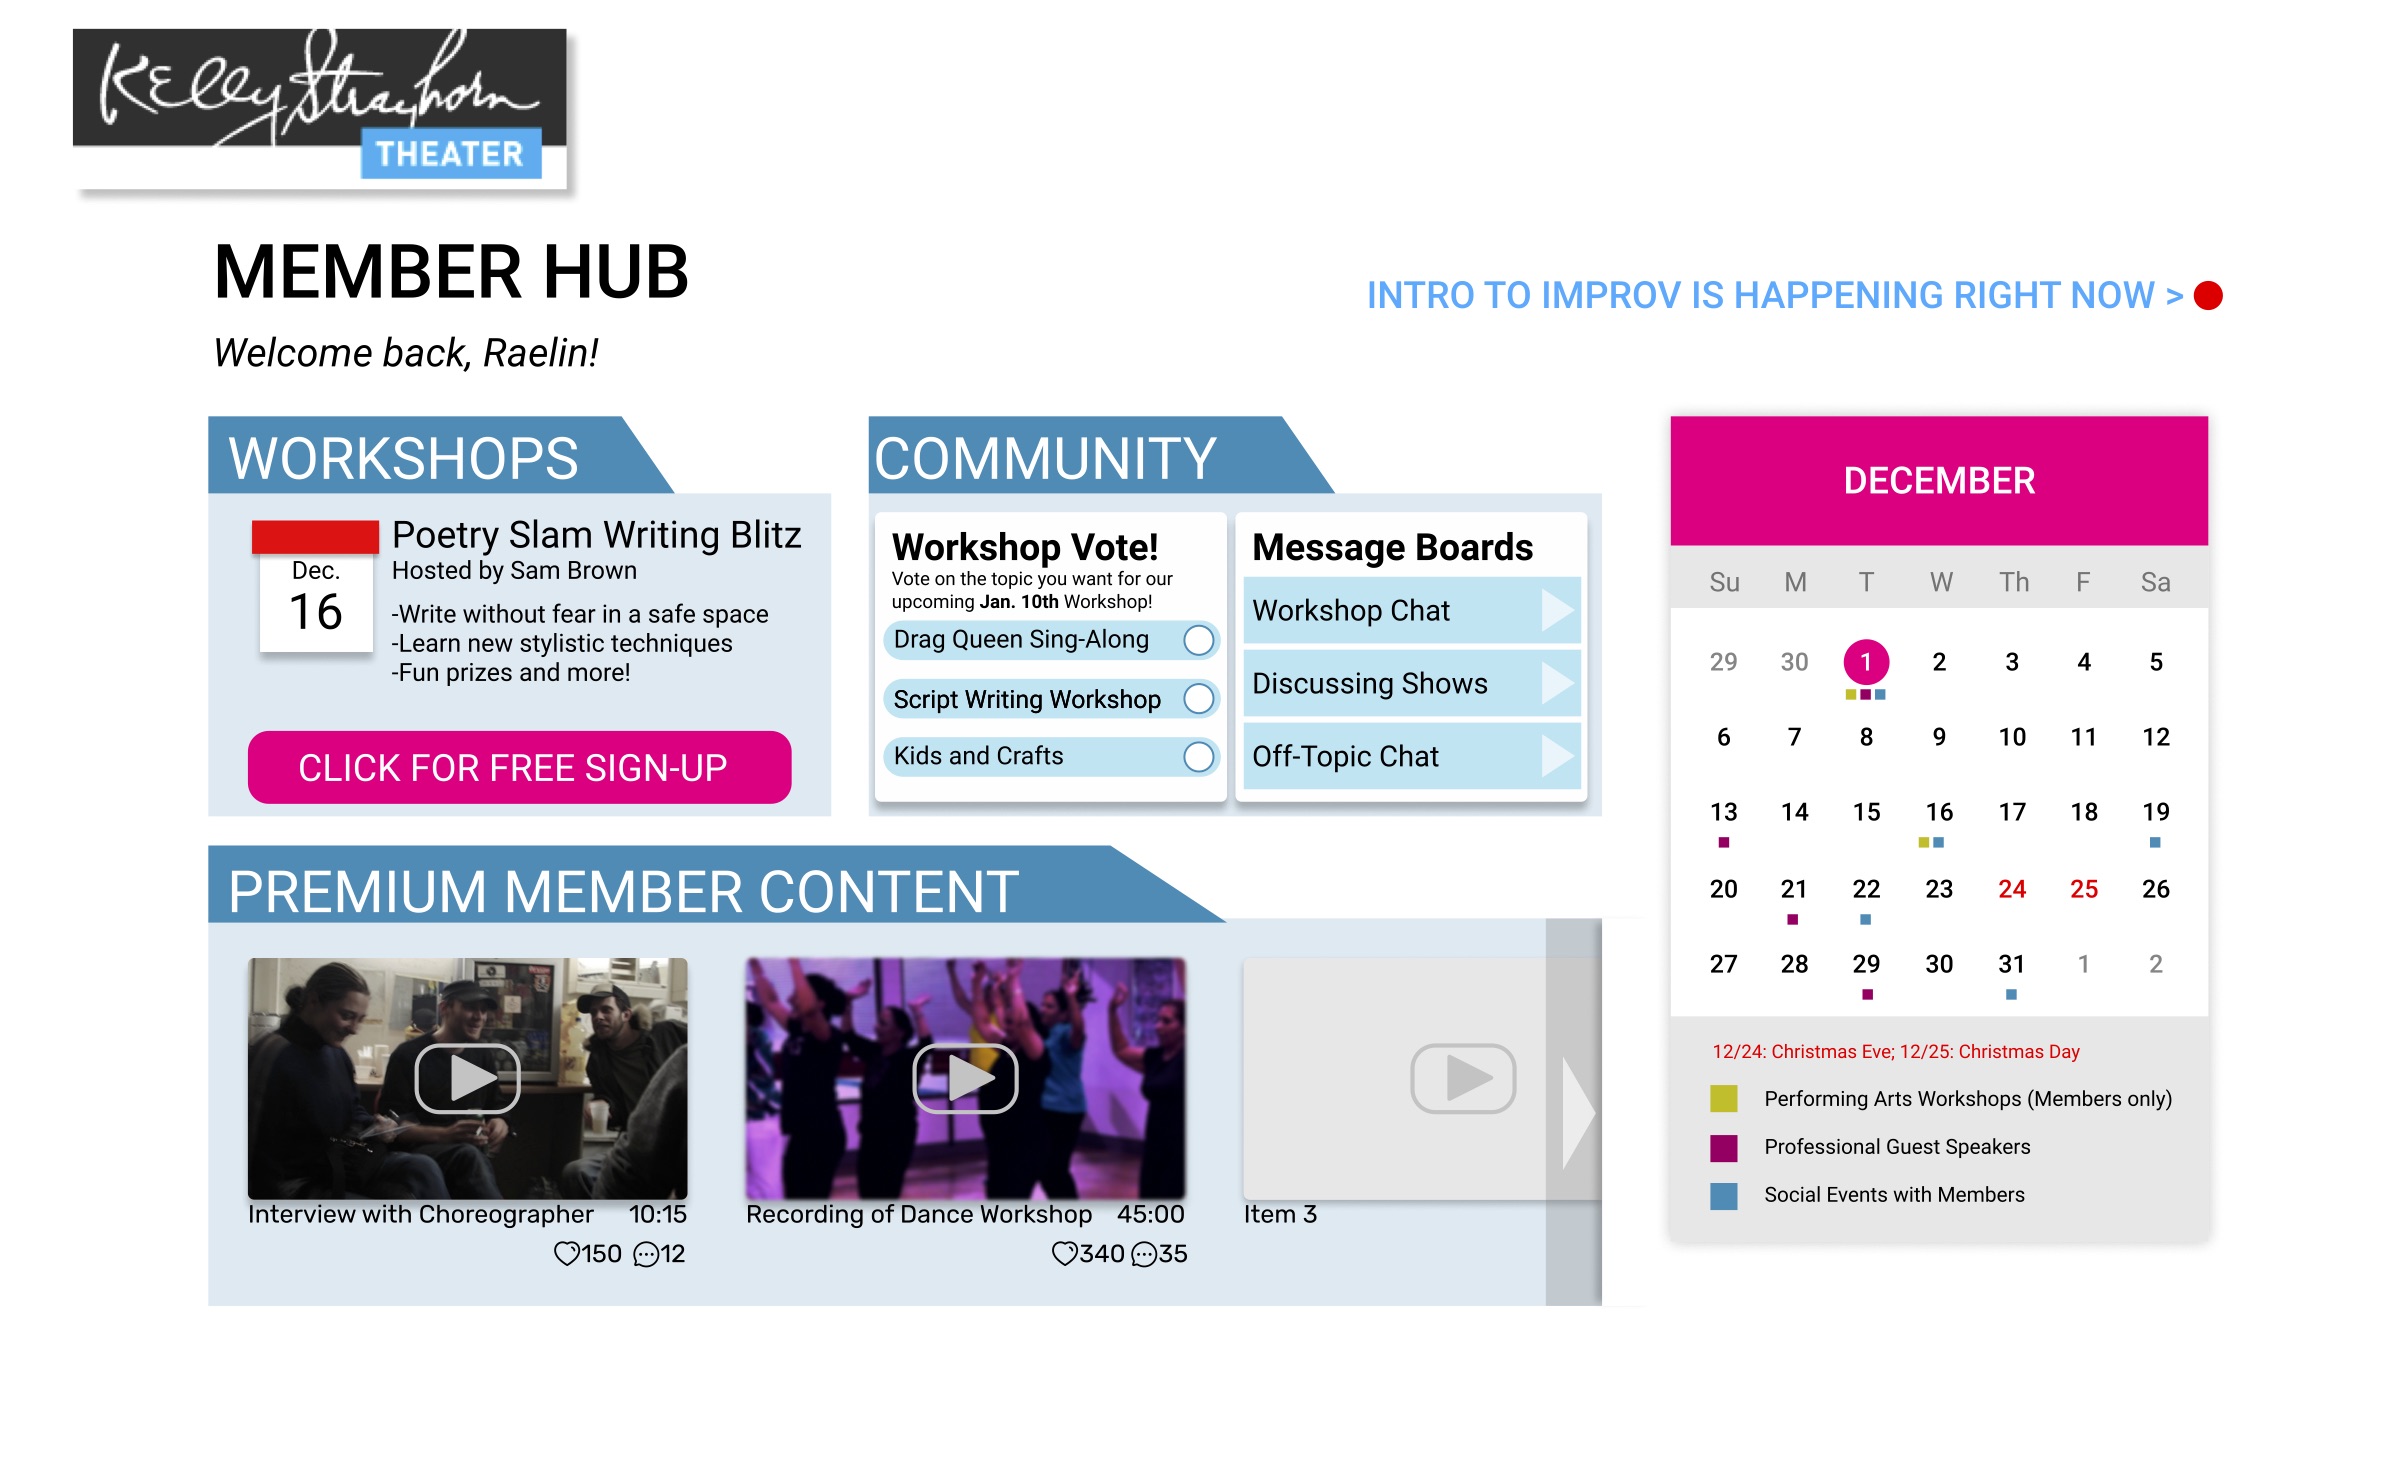 Kelly Strayhorn
THEATER
MEMBER HUB
Welcome back, Raelin!
INTRO TO IMPROV IS HAPPENING RIGHT NOW >
WORKSHOPS
Dec.
16
Poetry Slam Writing Blitz
Hosted by Sam Brown
-Write without fear in a safe space
-Learn new stylistic techniques
-Fun prizes and more!
CLICK FOR FREE SIGN-UP
COMMUNITY
Workshop Vote!
Vote on the topic you want for our
upcoming Jan. 10th Workshop!
Drag Queen Sing-Along
Script Writing Workshop
Kids and Crafts
Message Boards
Workshop Chat
Discussing Shows
Off-Topic Chat
PREMIUM MEMBER CONTENT
Interview with Choreographer 10:15
150 12
Recording of Dance Workshop 45:00
340 35
Item 3
DECEMBER
Su M T W Th F Sa
29 30 1 2 3 4 5
6 7 8 9 10 11 12
13 14 15 16 17 18 19
20 21 22 23 24 25 26
27 28 29 30 31 1 2
12/24: Christmas Eve; 12/25: Christmas Day
Performing Arts Workshops (Members only)
Professional Guest Speakers
Social Events with Members